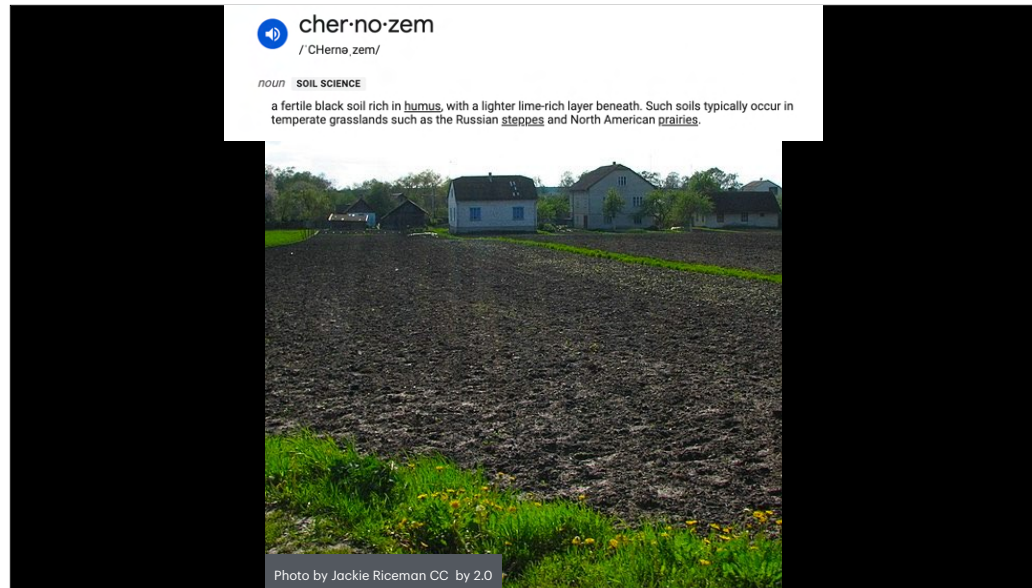 cher·no·zem
/ˈCHernəˌzem/
noun SOIL SCIENCE
a fertile black soil rich in humus, with a lighter lime-rich layer beneath. Such soils typically occur in
temperate grasslands such as the Russian steppes and North American prairies.
Photo by Jackie Riceman CC by 2.0